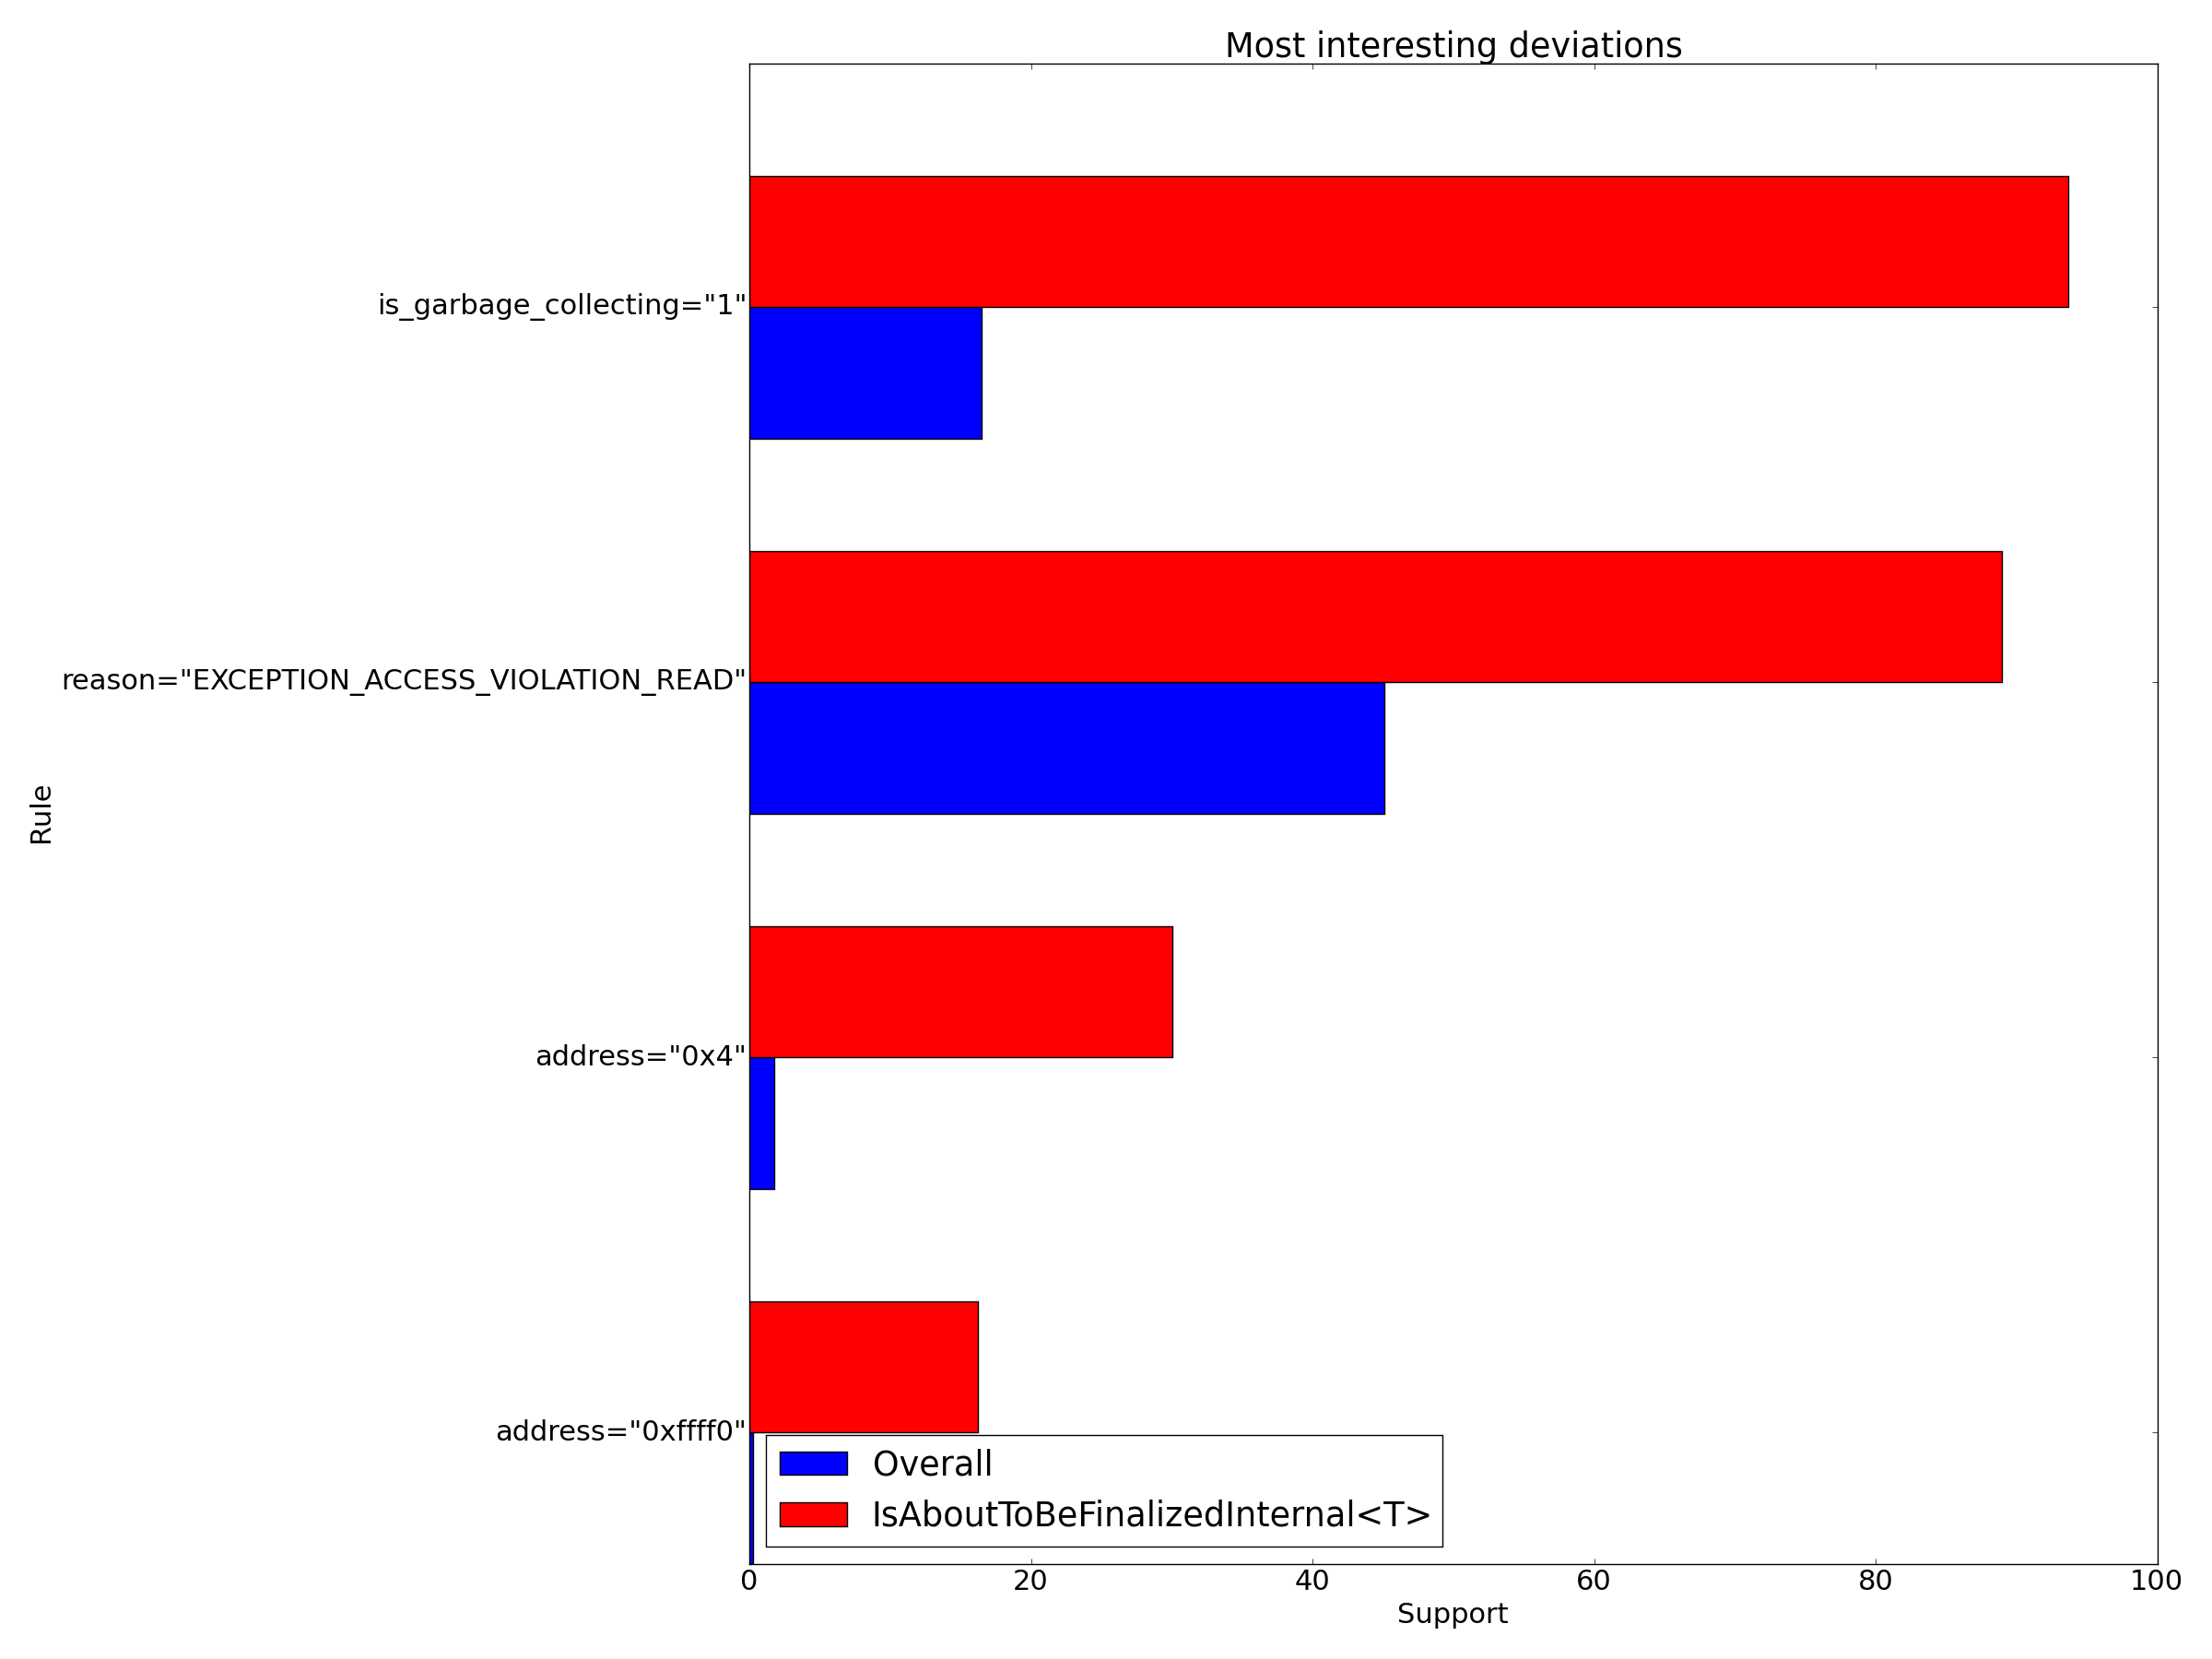 Most interesting deviations
is_garbage_collecting="1"
reason="EXCEPTION_ACCESS_VIOLATION_READ"
Rule
address="0x4"
address="0xffff0"
Overall
IsAboutToBeFinalizedInternal<T>
0 20 40 60 80 100
Support